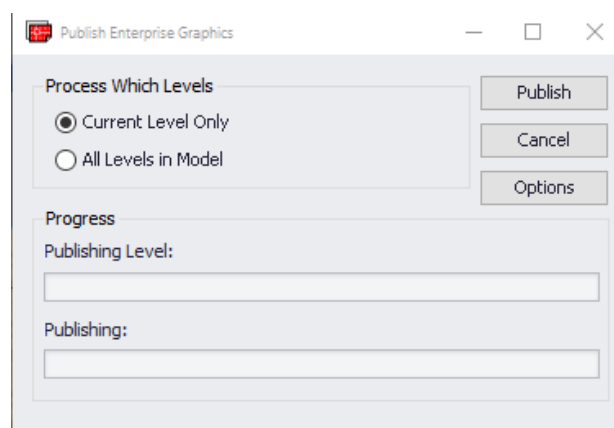 Publish Enterprise Graphics
Process Which Levels
Current Level Only
All Levels in Model
Publish
Cancel
Options
Progress
Publishing Level:
Publishing: